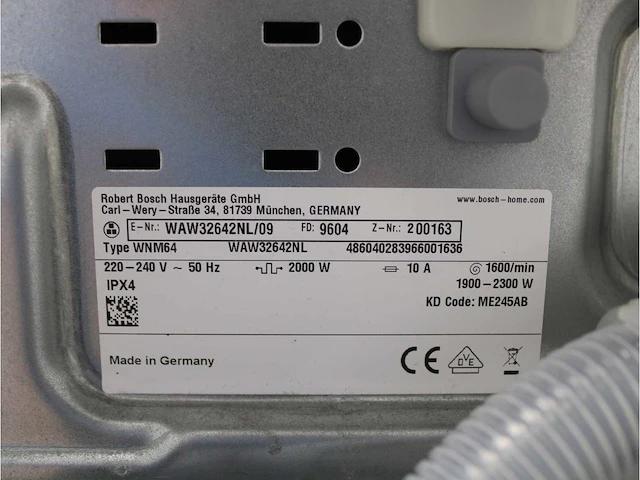 Robert Bosch Hausgeräte GmbH www.bosch-home.com
Carl-Wery-Straße 34, 81739 München, GERMANY
E-Nr.: WAW32642NL/09 FD: 9604 Z-Nr.: 200163
Type WNM64 WAW32642NL 486040283966001636
220-240 V ~ 50 Hz 2000 W 10 A 1600/min
IPX4 1900-2300 W
KD Code: ME245AB
Made in Germany CE VDE